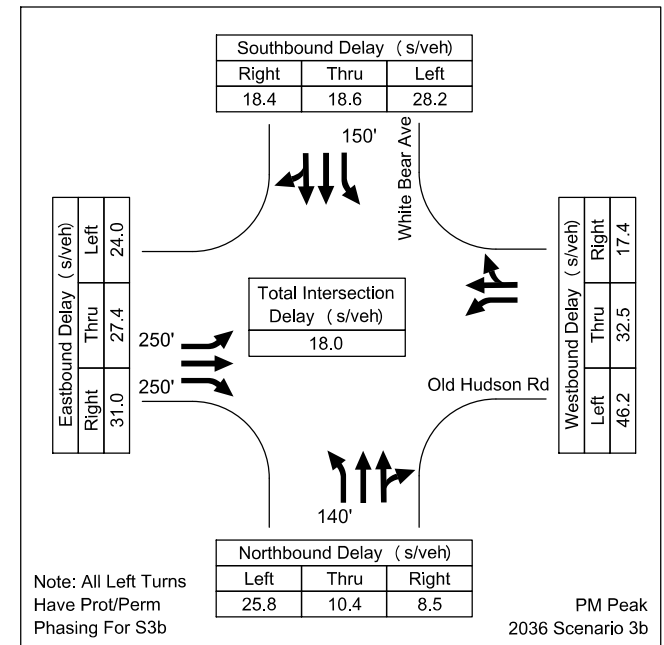 Southbound Delay (s/veh)
Right Thru Left
18.4 18.6 28.2
150'
White Bear Ave
Eastbound Delay (s/veh)
Left Thru Right
24.0 27.4 31.0
250'
250'
Total Intersection
Delay (s/veh)
18.0
Westbound Delay (s/veh)
Right Thru Left
17.4 32.5 46.2
Old Hudson Rd
140'
Northbound Delay (s/veh)
Left Thru Right
25.8 10.4 8.5
Note: All Left Turns
Have Prot/Perm
Phasing For S3b
PM Peak
2036 Scenario 3b